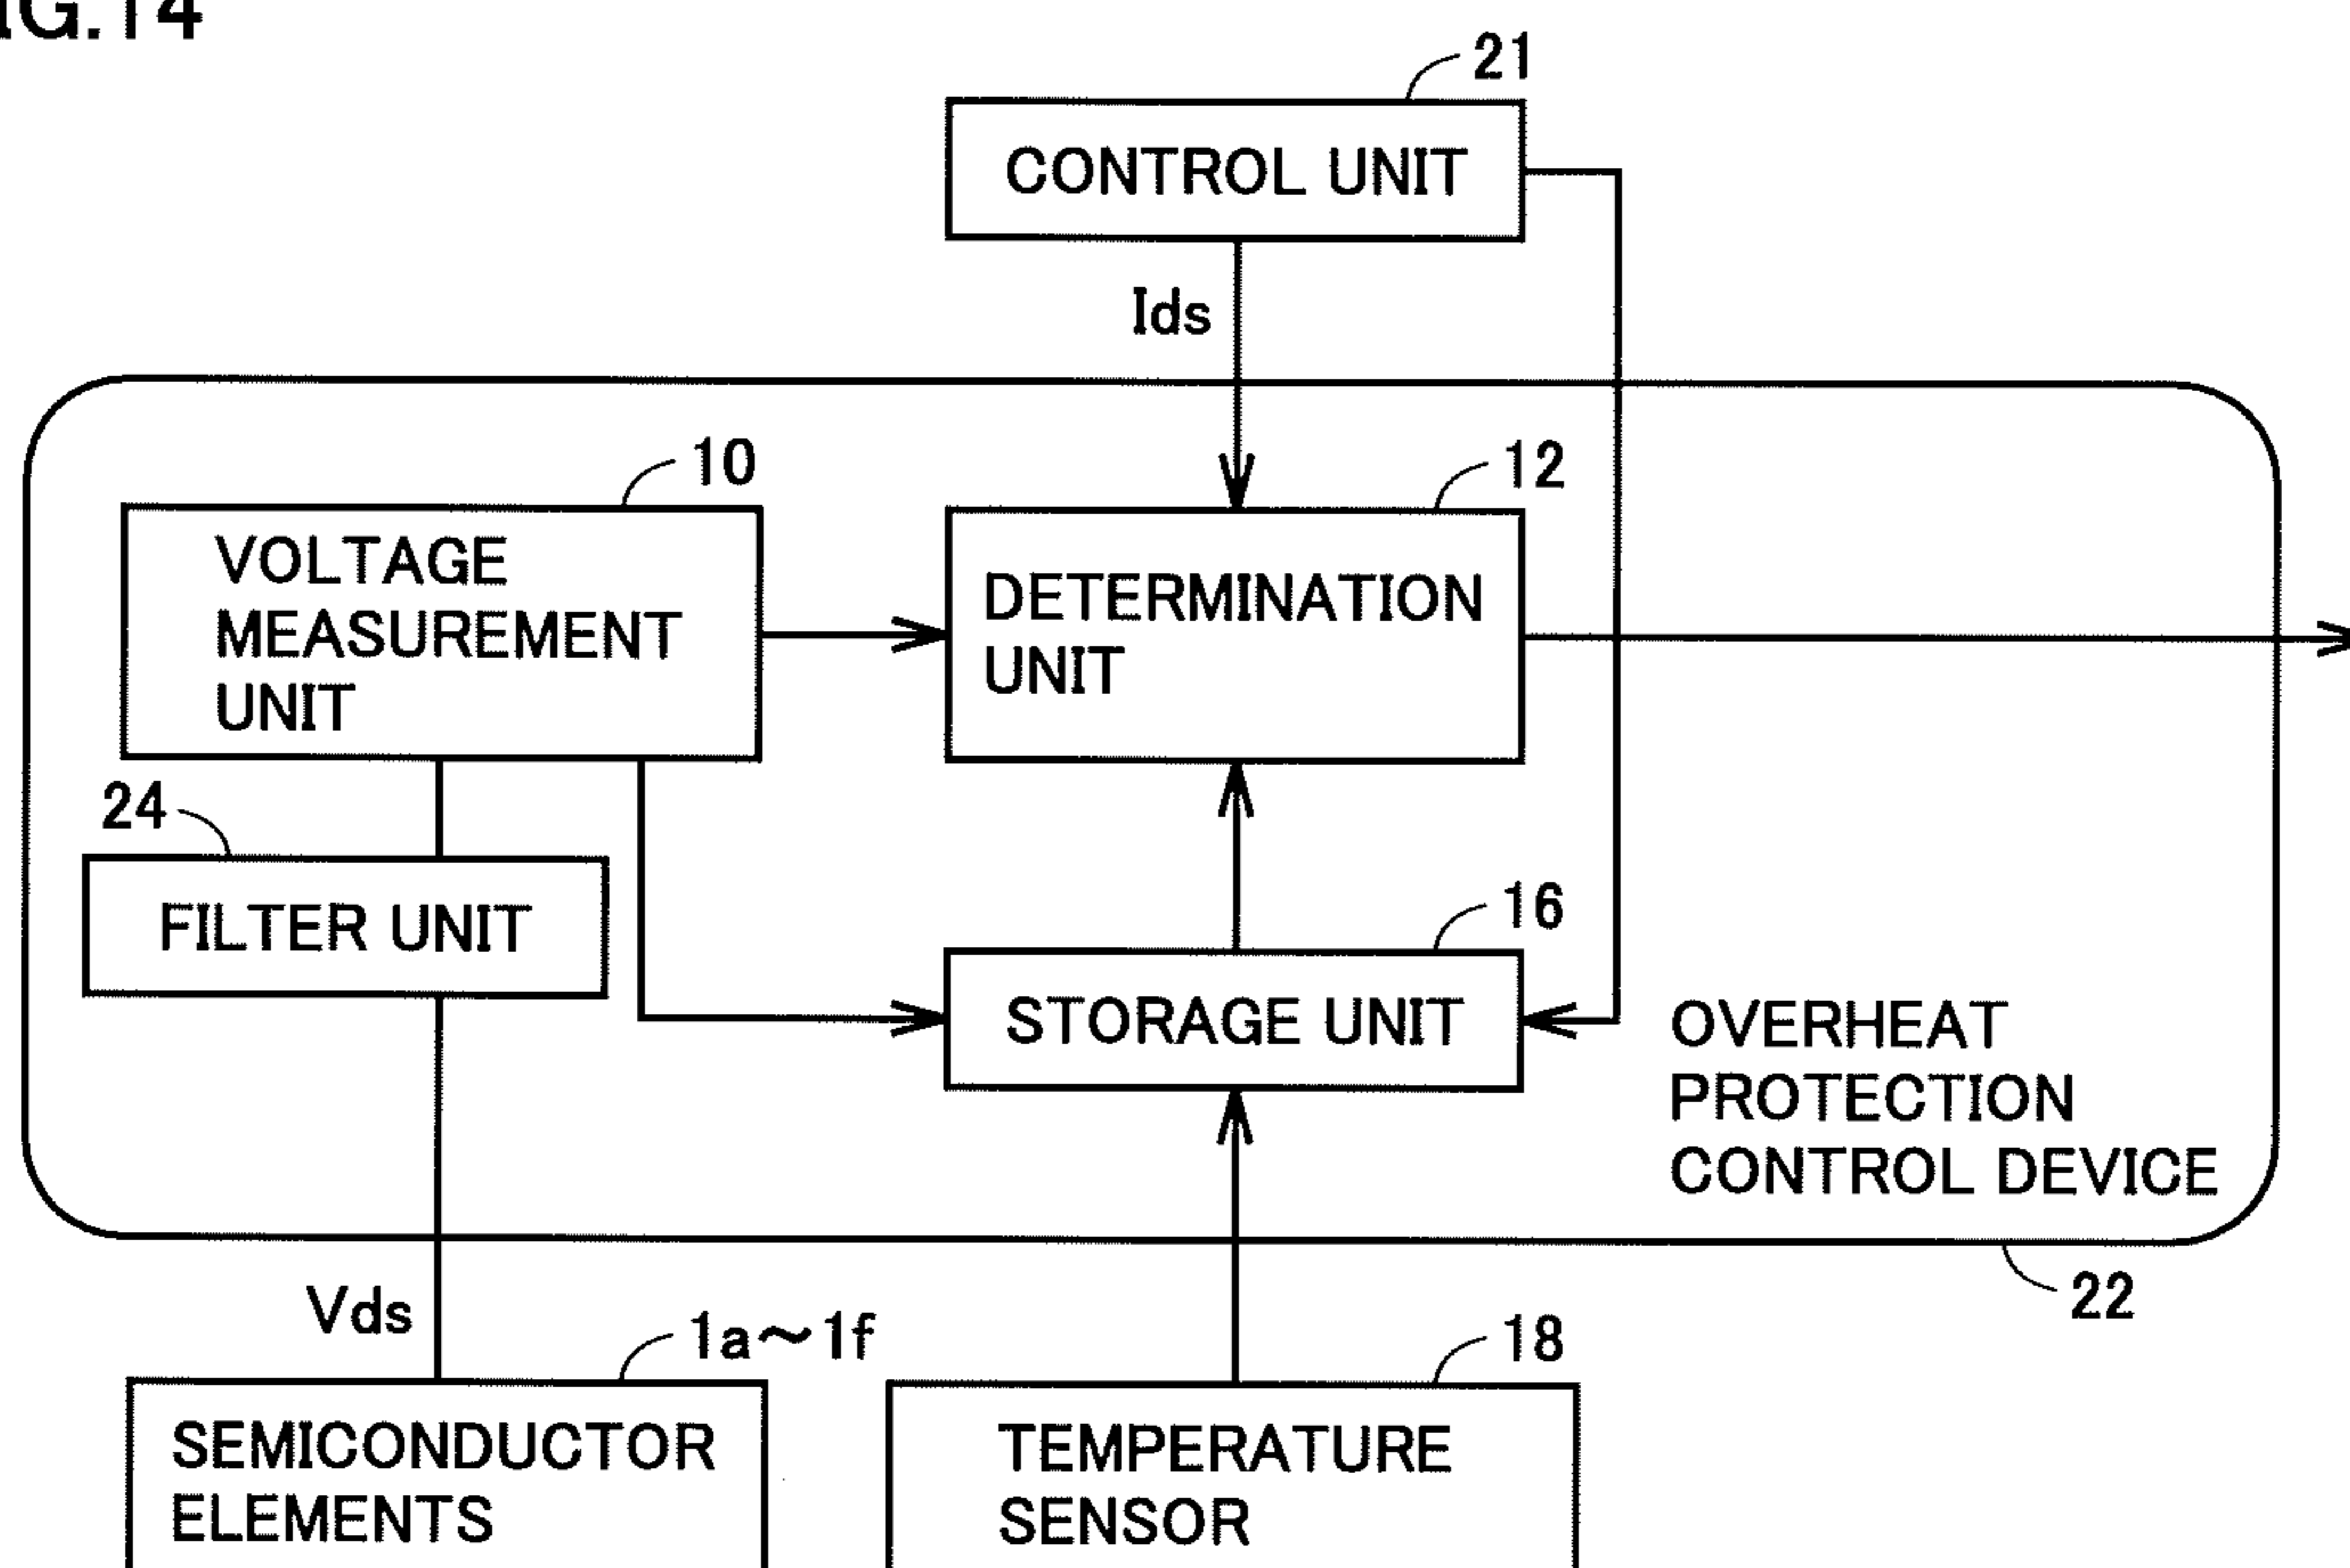 IG.14
21
CONTROL UNIT
Ids
10
12
VOLTAGE
MEASUREMENT
UNIT
DETERMINATION
UNIT
24
FILTER UNIT
16
STORAGE UNIT
OVERHEAT
PROTECTION
CONTROL DEVICE
22
Vds
1a～1f
18
SEMICONDUCTOR
ELEMENTS
TEMPERATURE
SENSOR